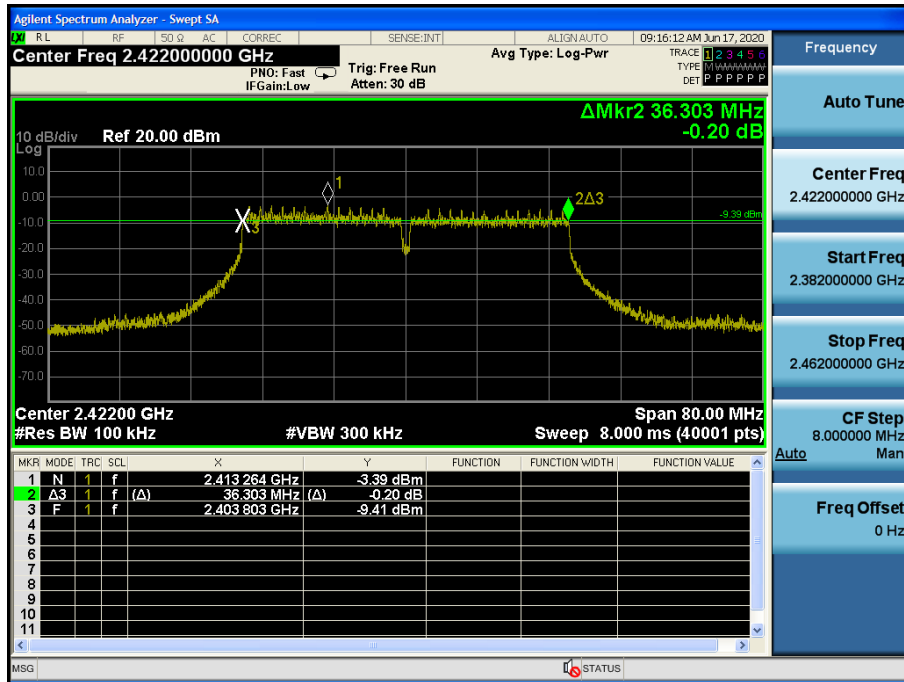 Agilent Spectrum Analyzer - Swept SA
LXI RL RF 50 Ω AC CORREC SENSE:INT ALIGN AUTO 09:16:12 AM Jun 17, 2020
Center Freq 2.422000000 GHz
PNO: Fast
IFGain:Low
Trig: Free Run
Atten: 30 dB
Avg Type: Log-Pwr
TRACE 1 2 3 4 5 6
TYPE MWWWWW
DET P P P P P P
ΔMkr2 36.303 MHz
-0.20 dB
10 dB/div Ref 20.00 dBm
Log
10.0
0.00
-10.0
-20.0
-30.0
-40.0
-50.0
-60.0
-70.0
1
2Δ3
3
-9.39 dBm
Center 2.42200 GHz Span 80.00 MHz
#Res BW 100 kHz #VBW 300 kHz Sweep 8.000 ms (40001 pts)
MKR MODE TRC SCL X Y FUNCTION FUNCTION WIDTH FUNCTION VALUE
1 N 1 f 2.413 264 GHz -3.39 dBm
2 Δ3 1 f (Δ) 36.303 MHz (Δ) -0.20 dB
3 F 1 f 2.403 803 GHz -9.41 dBm
4
5
6
7
8
9
10
11
MSG STATUS
Frequency
Auto Tune
Center Freq
2.422000000 GHz
Start Freq
2.382000000 GHz
Stop Freq
2.462000000 GHz
CF Step
8.000000 MHz
Auto Man
Freq Offset
0 Hz